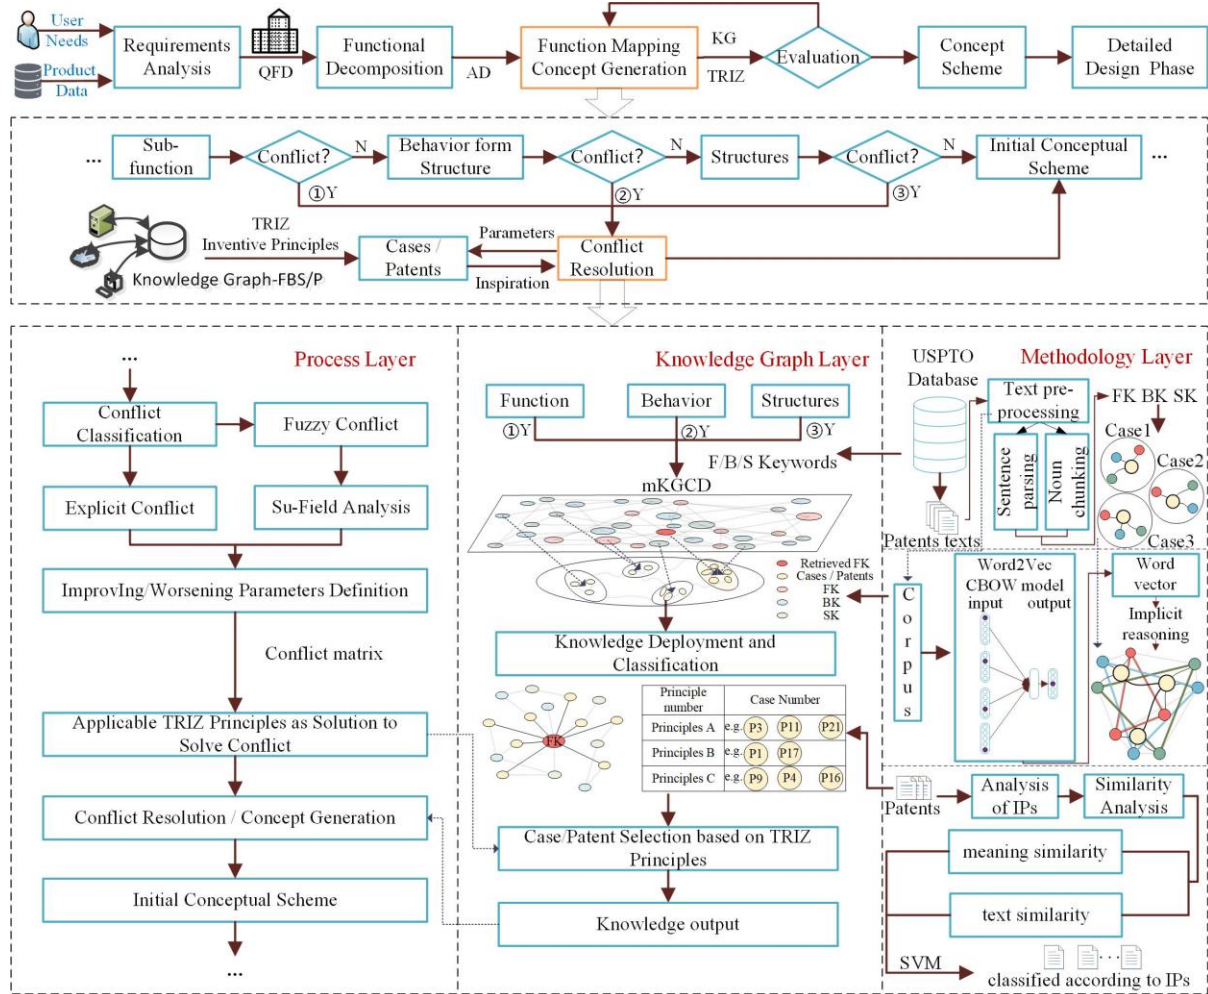 User
Needs
Product
Data
Requirements
Analysis
QFD
Functional
Decomposition
AD
Function Mapping
Concept Generation
KG
TRIZ
Evaluation
Concept
Scheme
Detailed
Design Phase
...
Sub-
function
Conflict?
N
Behavior form
Structure
Conflict?
N
Structures
Conflict?
N
Initial Conceptual
Scheme
...
①Y
②Y
③Y
TRIZ
Inventive Principles
Knowledge Graph-FBS/P
Cases /
Patents
Parameters
Inspiration
Conflict
Resolution
Process Layer
...
Conflict
Classification
Fuzzy Conflict
Explicit Conflict
Su-Field Analysis
ImprovIng/Worsening Parameters Definition
Conflict matrix
Applicable TRIZ Principles as Solution to
Solve Conflict
Conflict Resolution / Concept Generation
Initial Conceptual Scheme
...
Knowledge Graph Layer
Function
Behavior
Structures
①Y
②Y
③Y
F/B/S Keywords
mKGCD
Retrieved FK
Cases / Patents
FK
BK
SK
Knowledge Deployment and
Classification
FK
Principle
number
Case Number
Principles A
e.g. P3 P11 P21
Principles B
e.g. P1 P17
Principles C
e.g. P9 P4 P16
Case/Patent Selection based on TRIZ
Principles
Knowledge output
Methodology Layer
USPTO
Database
Patents texts
Text pre-
processing
Sentence
parsing
Noun
chunking
FK BK SK
Case1
Case2
Case3
Corpus
Word2Vec
CBOW model
input
output
Word
vector
Implicit
reasoning
Patents
Analysis
of IPs
Similarity
Analysis
meaning similarity
text similarity
SVM
...
classified according to IPs